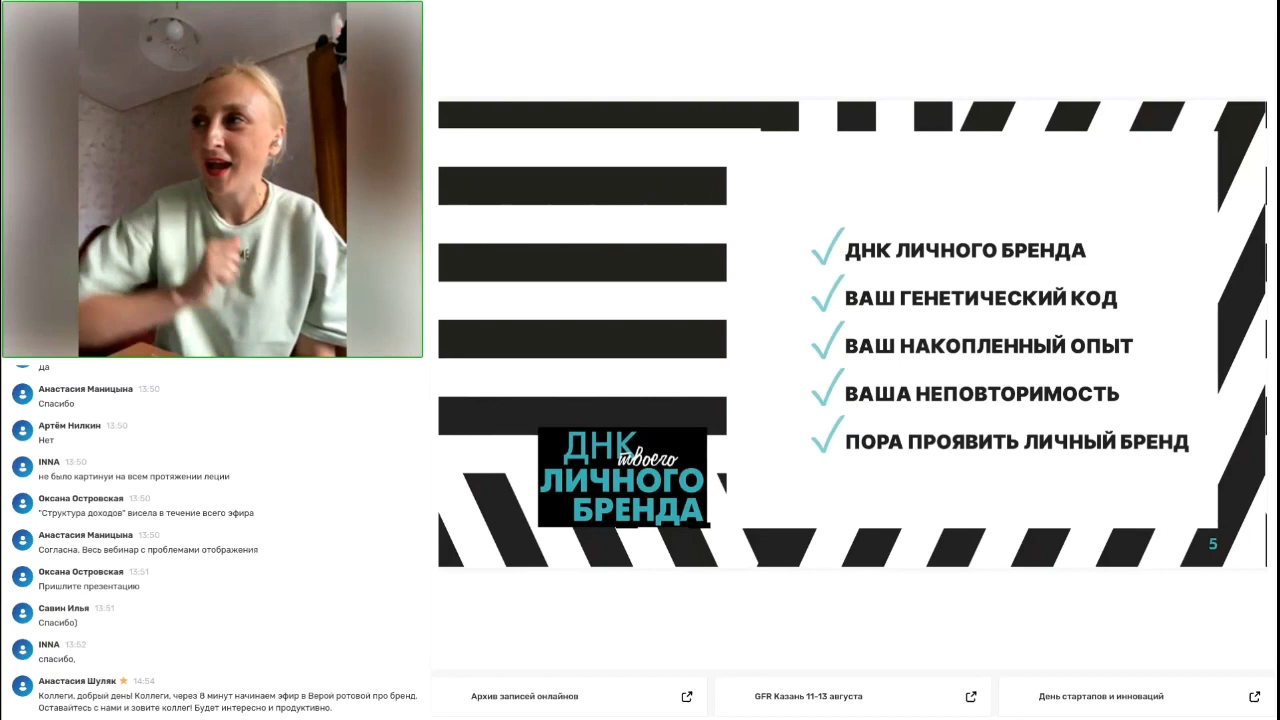 Да
Анастасия Маницына 13:50
Спасибо
Артём Нилкин 13:50
Нет
INNA 13:50
не было картинуи на всем протяжении леции
Оксана Островская 13:50
"Структура доходов" висела в течение всего эфира
Анастасия Маницына 13:50
Согласна. Весь вебинар с проблемами отображения
Оксана Островская 13:51
Пришлите презентацию
Савин Илья 13:51
Спасибо)
INNA 13:52
спасибо,
Анастасия Шуляк 14:54
Коллеги, добрый день! Коллеги, через 8 минут начинаем эфир в Верой ротовой про бренд.
Оставайтесь с нами и зовите коллег! Будет интересно и продуктивно.
ДНК ЛИЧНОГО БРЕНДА
ВАШ ГЕНЕТИЧЕСКИЙ КОД
ВАШ НАКОПЛЕННЫЙ ОПЫТ
ВАША НЕПОВТОРИМОСТЬ
ПОРА ПРОЯВИТЬ ЛИЧНЫЙ БРЕНД
ДНК
твоего
ЛИЧНОГО
БРЕНДА
5
Архив записей онлайнов
GFR Казань 11-13 августа
День стартапов и инноваций